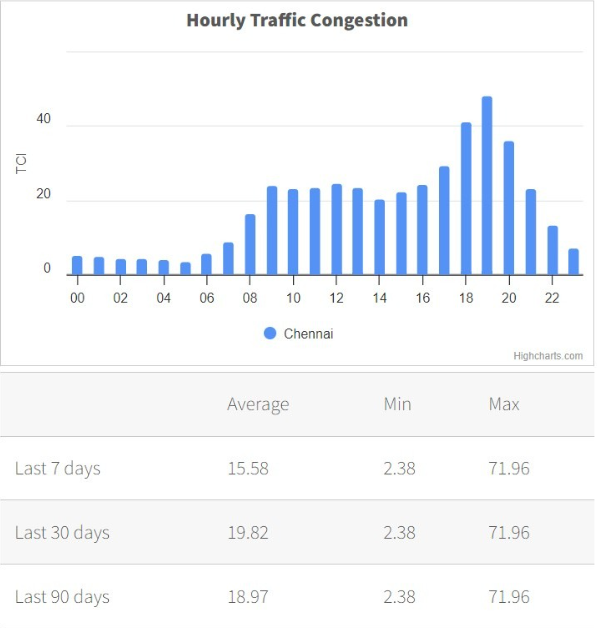 Hourly Traffic Congestion
40
TCI
20
0
00 02 04 06 08 10 12 14 16 18 20 22
Chennai
Highcharts.com
Average Min Max
Last 7 days 15.58 2.38 71.96
Last 30 days 19.82 2.38 71.96
Last 90 days 18.97 2.38 71.96